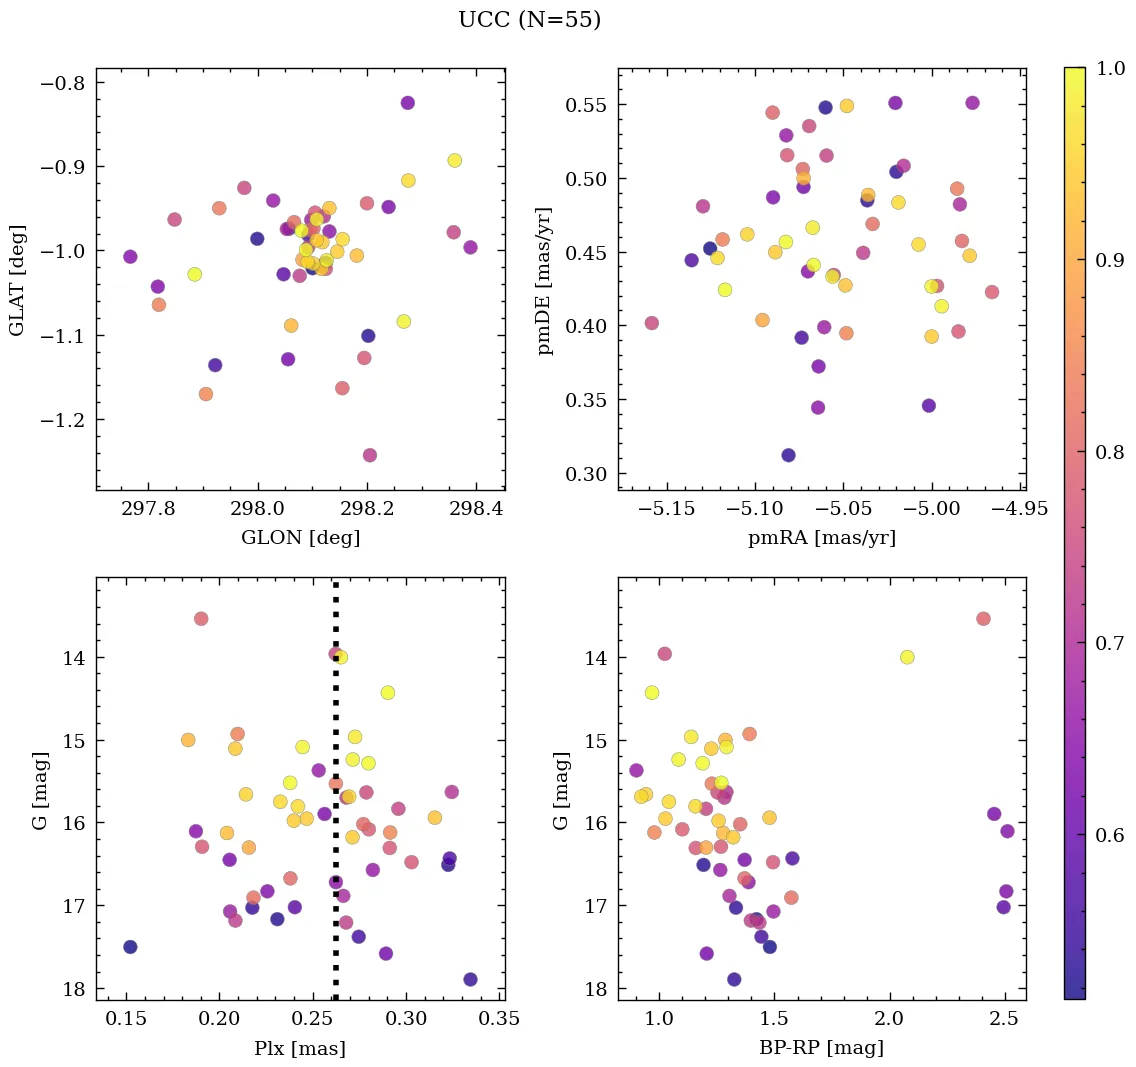 UCC (N=55)
−0.8
−0.9
−1.0
−1.1
−1.2
GLAT [deg]
297.8 298.0 298.2 298.4
GLON [deg]
0.55
0.50
0.45
0.40
0.35
0.30
pmDE [mas/yr]
−5.15 −5.10 −5.05 −5.00 −4.95
pmRA [mas/yr]
14
15
16
17
18
G [mag]
0.15 0.20 0.25 0.30 0.35
Plx [mas]
14
15
16
17
18
G [mag]
1.0 1.5 2.0 2.5
BP-RP [mag]
1.0
0.9
0.8
0.7
0.6